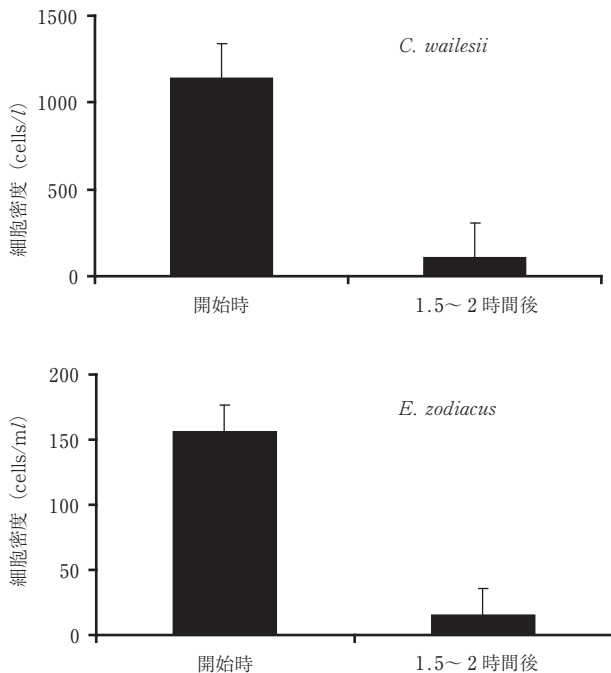 1500
C. wailesii
1000
500
0
細胞密度 (cells/l)
開始時
1.5〜2時間後
200
E. zodiacus
150
100
50
0
細胞密度 (cells/ml)
開始時
1.5〜2時間後